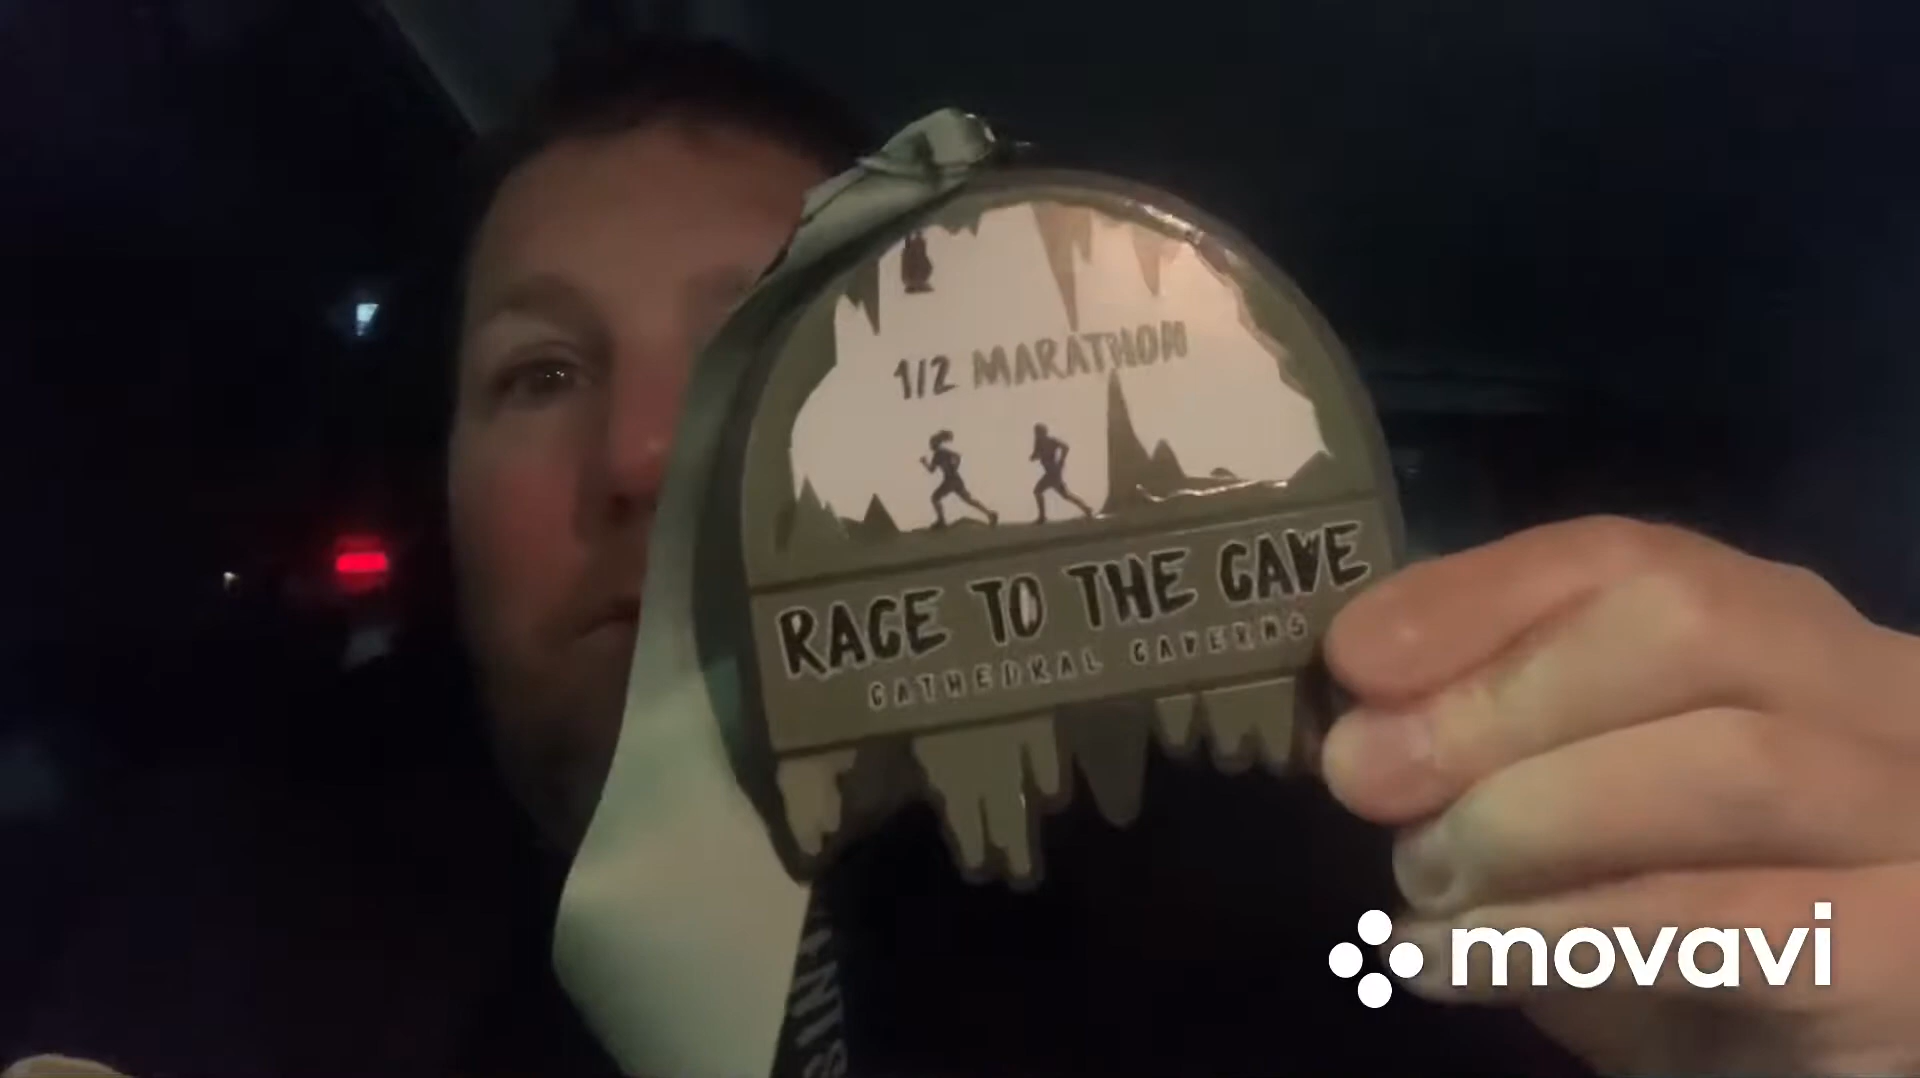 1/2 MARATHON
RACE TO THE CAVE
CATHEDRAL CAVERNS
movavi